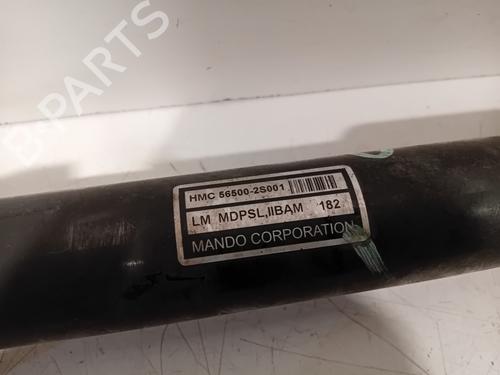 B-PARTS
HMC 56500-2S001
LM MDPSL,IIBAM 182
MANDO CORPORATION